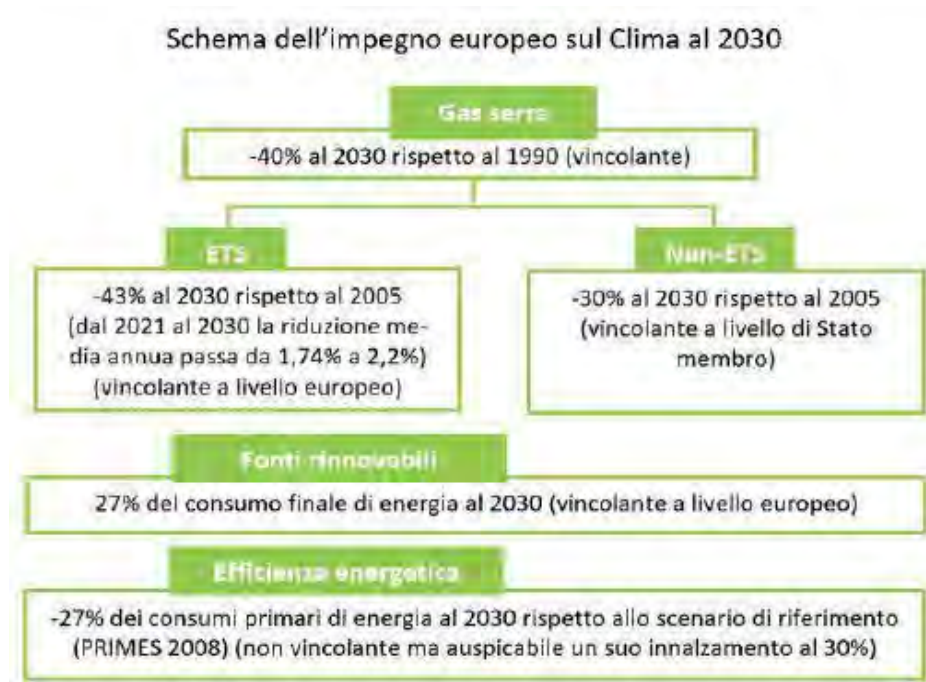 Schema dell'impegno europeo sul Clima al 2030
Gas serra
-40% al 2030 rispetto al 1990 (vincolante)
ETS
-43% al 2030 rispetto al 2005
(dal 2021 al 2030 la riduzione me-
dia annua passa da 1,74% a 2,2%)
(vincolante a livello europeo)
Non-ETS
-30% al 2030 rispetto al 2005
(vincolante a livello di Stato
membro)
Fonti rinnovabili
27% del consumo finale di energia al 2030 (vincolante a livello europeo)
Efficienza energetica
-27% dei consumi primari di energia al 2030 rispetto allo scenario di riferimento
(PRIMES 2008) (non vincolante ma auspicabile un suo innalzamento al 30%)